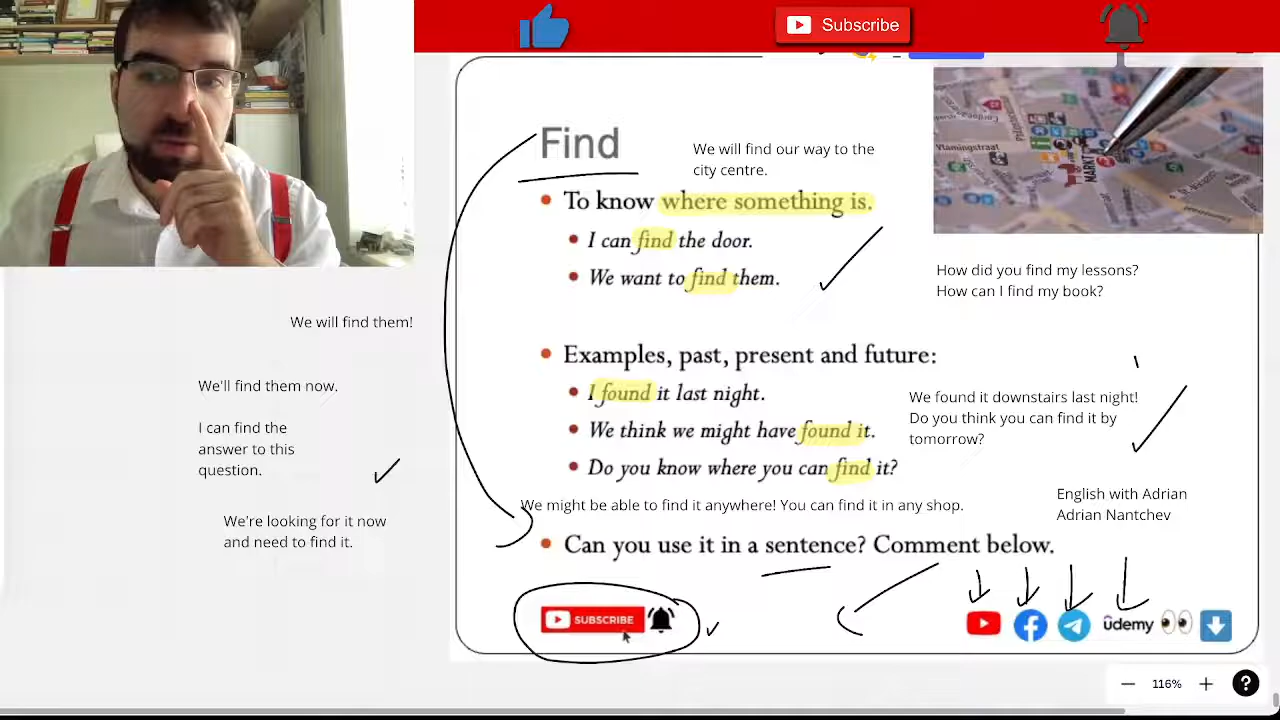 Subscribe
Find
We will find our way to the
city centre.
To know where something is.
I can find the door.
We want to find them.
Vlamingstraat
MARKT
How did you find my lessons?
How can I find my book?
We will find them!
Examples, past, present and future:
We'll find them now.
I found it last night.
We found it downstairs last night!
Do you think you can find it by
tomorrow?
I can find the
answer to this
question.
We think we might have found it.
Do you know where you can find it?
We might be able to find it anywhere! You can find it in any shop.
English with Adrian
Adrian Nantchev
We're looking for it now
and need to find it.
Can you use it in a sentence? Comment below.
SUBSCRIBE
ûdemy
116%